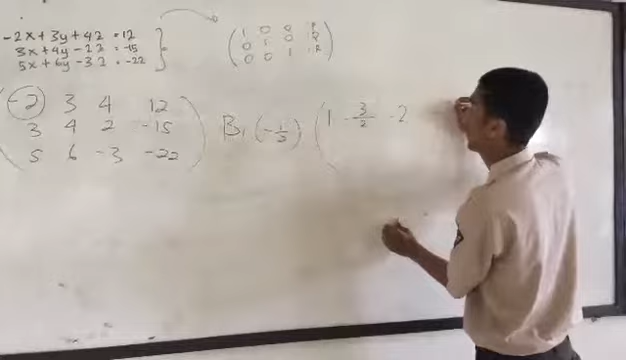 -2x+3y+4z=12
3x+4y-2z=-15
5x+6y-3z=-22
1 0 0 P
0 1 0 Q
0 0 1 R
-2 3 4 12
3 4 2 -15
5 6 -3 -22
B₁(-1/2)
1 -3/2 -2